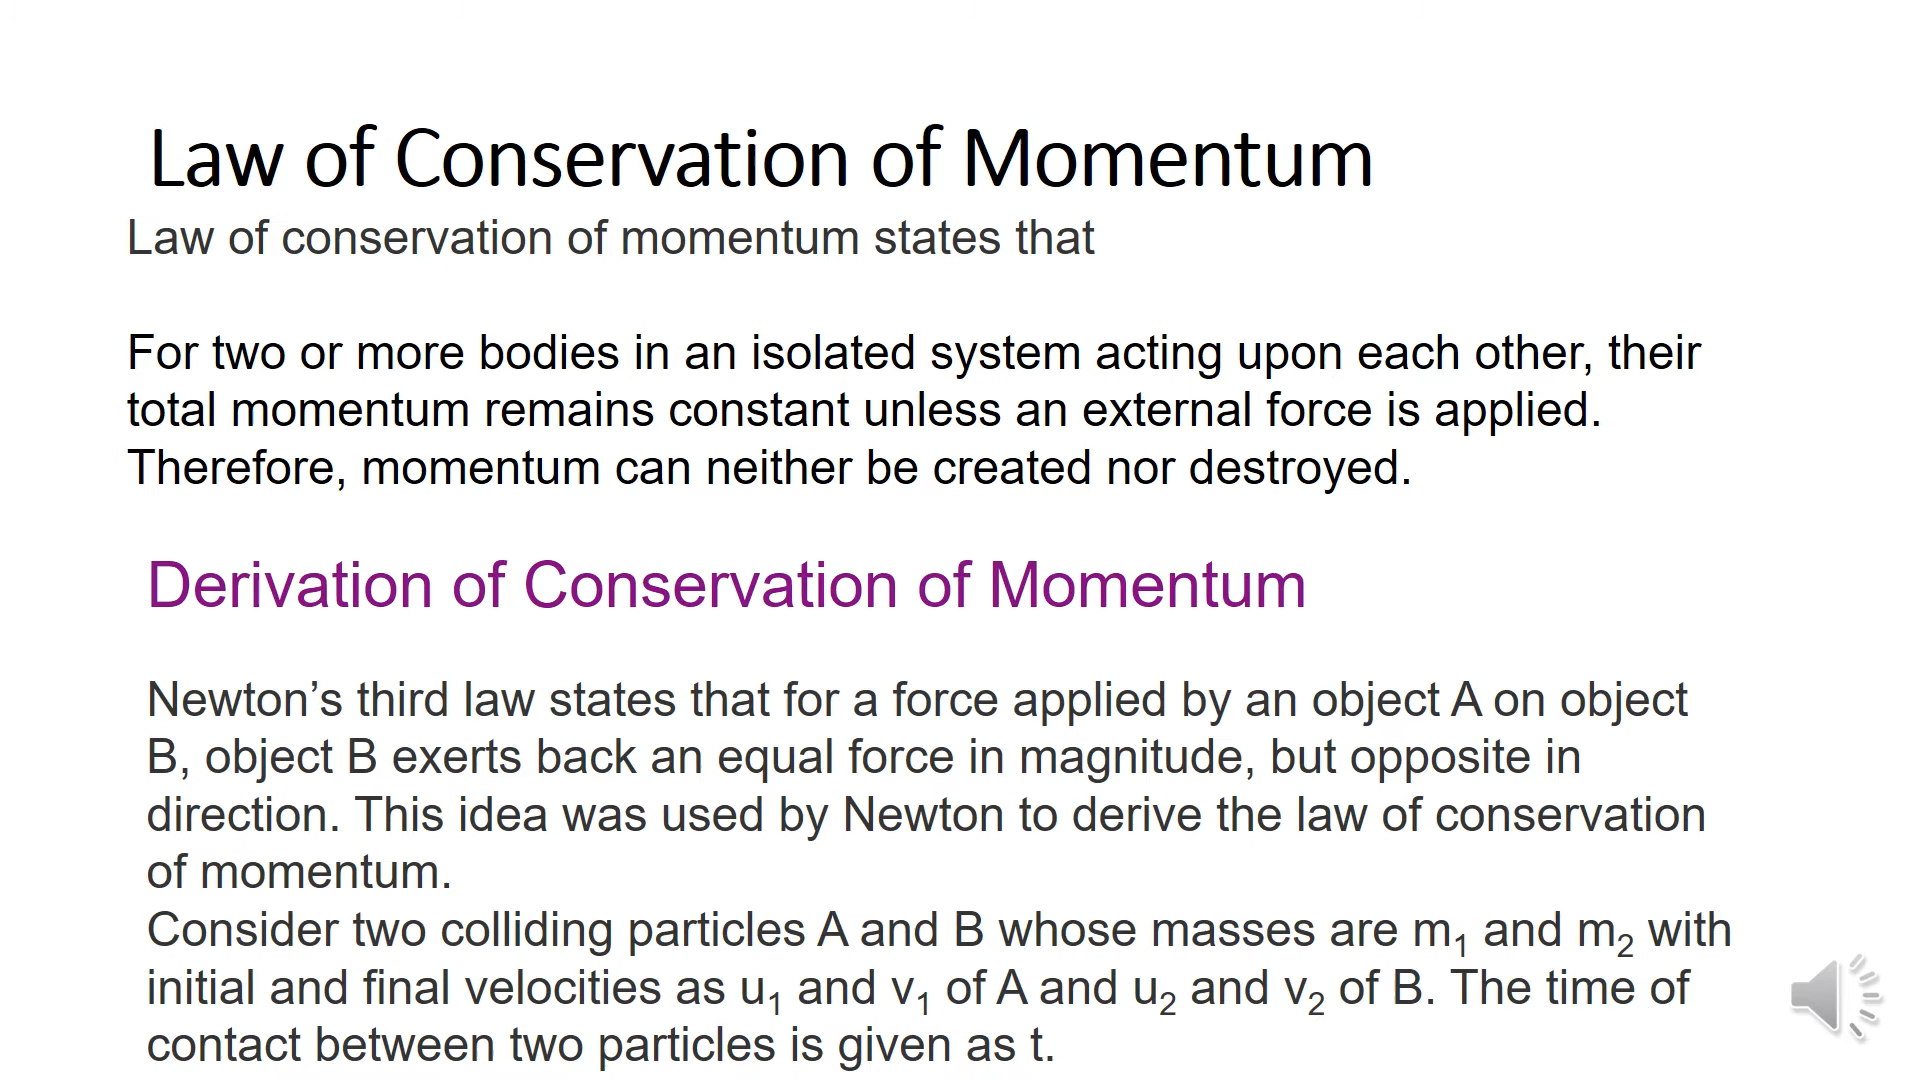 Law of Conservation of Momentum
Law of conservation of momentum states that
For two or more bodies in an isolated system acting upon each other, their
total momentum remains constant unless an external force is applied.
Therefore, momentum can neither be created nor destroyed.
Derivation of Conservation of Momentum
Newton’s third law states that for a force applied by an object A on object
B, object B exerts back an equal force in magnitude, but opposite in
direction. This idea was used by Newton to derive the law of conservation
of momentum.
Consider two colliding particles A and B whose masses are m₁ and m₂ with
initial and final velocities as u₁ and v₁ of A and u₂ and v₂ of B. The time of
contact between two particles is given as t.